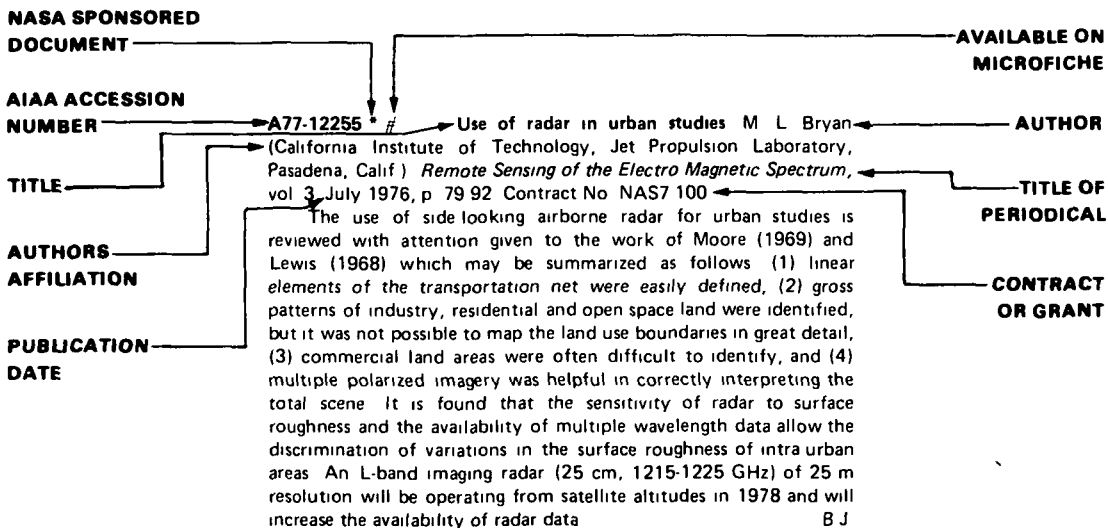 NASA SPONSORED
DOCUMENT
AVAILABLE ON
MICROFICHE
AIAA ACCESSION
NUMBER
A77-12255 * #
Use of radar in urban studies M L Bryan
AUTHOR
(California Institute of Technology, Jet Propulsion Laboratory,
Pasadena, Calif ) Remote Sensing of the Electro Magnetic Spectrum,
TITLE
vol 3 July 1976, p 79 92 Contract No NAS7 100
TITLE OF
PERIODICAL
The use of side looking airborne radar for urban studies is
reviewed with attention given to the work of Moore (1969) and
AUTHORS
AFFILIATION
Lewis (1968) which may be summarized as follows (1) linear
elements of the transportation net were easily defined, (2) gross
CONTRACT
OR GRANT
patterns of industry, residential and open space land were identified,
but it was not possible to map the land use boundaries in great detail,
PUBLICATION
DATE
(3) commercial land areas were often difficult to identify, and (4)
multiple polarized imagery was helpful in correctly interpreting the
total scene It is found that the sensitivity of radar to surface
roughness and the availability of multiple wavelength data allow the
discrimination of variations in the surface roughness of intra urban
areas An L-band imaging radar (25 cm, 1215-1225 GHz) of 25 m
resolution will be operating from satellite altitudes in 1978 and will
increase the availability of radar data B J